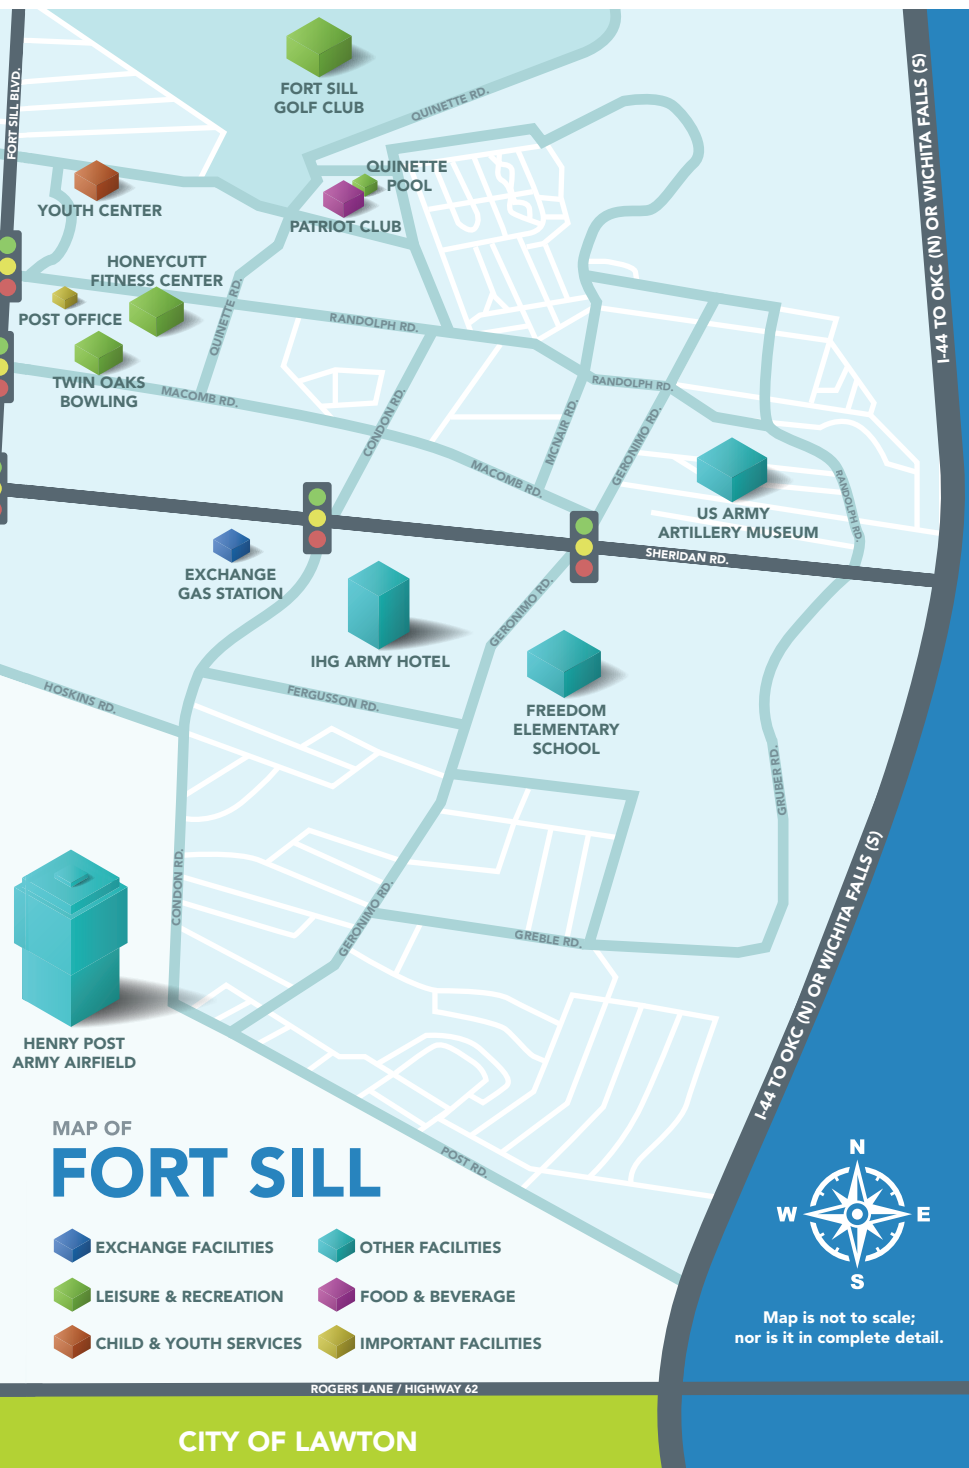 FORT SILL BLVD.
FORT SILL
GOLF CLUB
QUINETTE RD.
I-44 TO OKC (N) OR WICHITA FALLS (S)
QUINETTE
POOL
PATRIOT CLUB
YOUTH CENTER
HONEYCUTT
FITNESS CENTER
POST OFFICE
QUINETTE RD.
RANDOLPH RD.
TWIN OAKS
BOWLING
MACOMB RD.
CONDON RD.
RANDOLPH RD.
MCNAIR RD.
GERONIMO RD.
MACOMB RD.
RANDOLPH RD.
US ARMY
ARTILLERY MUSEUM
SHERIDAN RD.
EXCHANGE
GAS STATION
IHG ARMY HOTEL
GERONIMO RD.
HOSKINS RD.
FERGUSSON RD.
FREEDOM
ELEMENTARY
SCHOOL
GRUBER RD.
CONDON RD.
GERONIMO RD.
GREBLE RD.
I-44 TO OKC (N) OR WICHITA FALLS (S)
HENRY POST
ARMY AIRFIELD
POST RD.
MAP OF
FORT SILL
EXCHANGE FACILITIES
OTHER FACILITIES
LEISURE & RECREATION
FOOD & BEVERAGE
CHILD & YOUTH SERVICES
IMPORTANT FACILITIES
N
W E
S
Map is not to scale;
nor is it in complete detail.
ROGERS LANE / HIGHWAY 62
CITY OF LAWTON